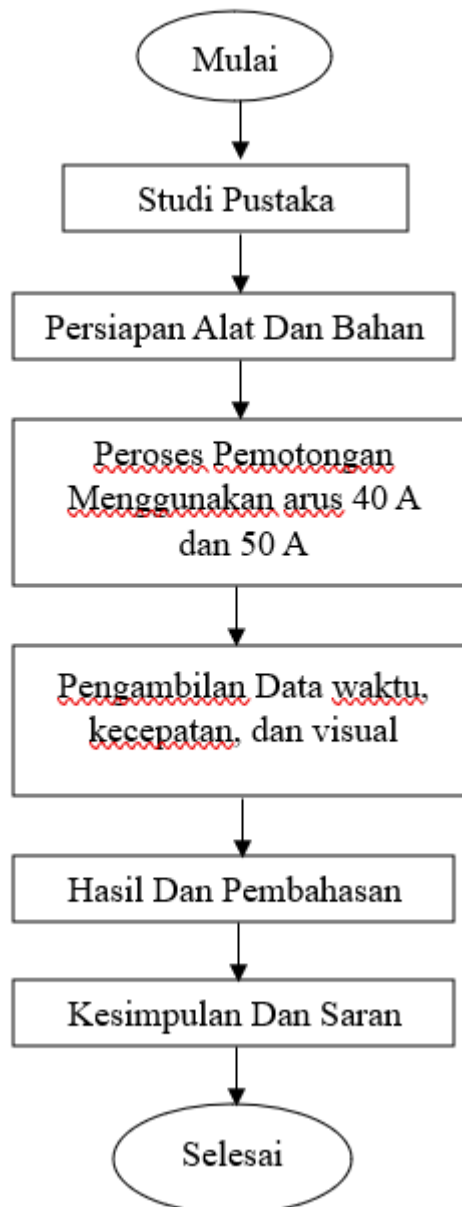 Mulai
Studi Pustaka
Persiapan Alat Dan Bahan
Peroses Pemotongan
Menggunakan arus 40 A
dan 50 A
Pengambilan Data waktu,
kecepatan, dan visual
Hasil Dan Pembahasan
Kesimpulan Dan Saran
Selesai